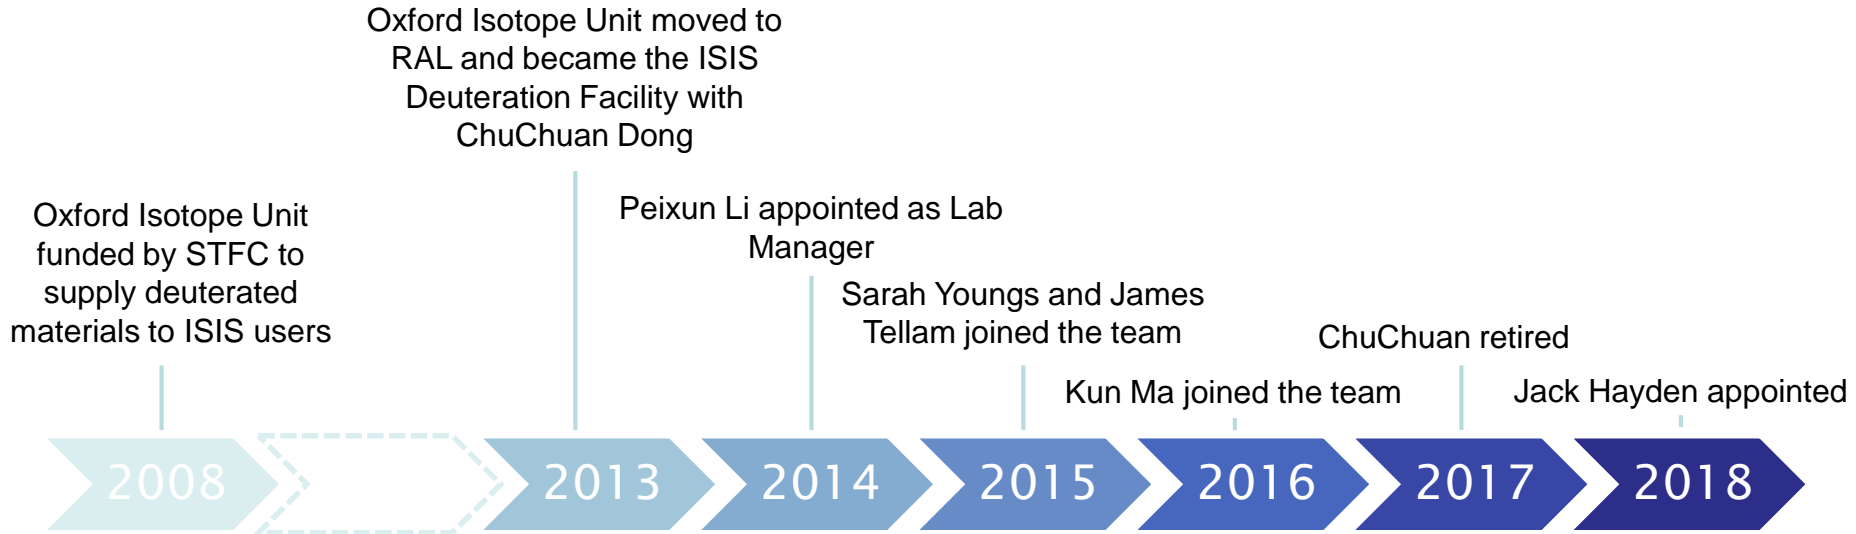 Oxford Isotope Unit
funded by STFC to
supply deuterated
materials to ISIS users
Oxford Isotope Unit moved to
RAL and became the ISIS
Deuteration Facility with
ChuChuan Dong
Peixun Li appointed as Lab
Manager
Sarah Youngs and James
Tellam joined the team
Kun Ma joined the team
ChuChuan retired
Jack Hayden appointed
2008
2013
2014
2015
2016
2017
2018